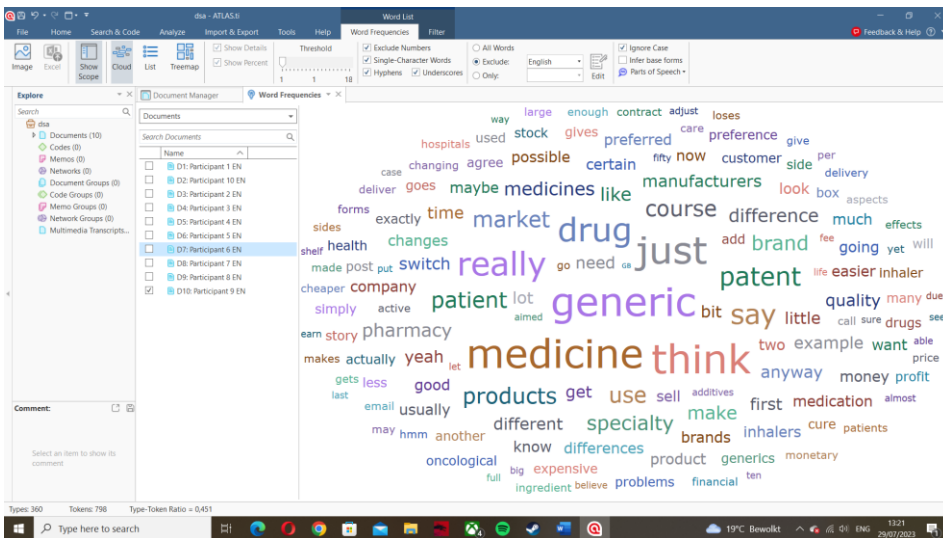 dsa - ATLAS.ti
Word List
File Home Search & Code Analyze Import & Export Tools Help Word Frequencies Filter
Feedback & Help
Image Excel Show Scope Cloud List Treemap
Show Details
Show Percent
Threshold
1 1 18
Exclude Numbers
Single-Character Words
Hyphens Underscores
All Words
Exclude: English
Only:
Edit
Ignore Case
Infer base forms
Parts of Speech
Explore
Search
dsa
Documents (10)
Codes (0)
Memos (0)
Networks (0)
Document Groups (0)
Code Groups (0)
Memo Groups (0)
Network Groups (0)
Multimedia Transcripts...
Comment:
Select an item to show its
comment
Document Manager Word Frequencies
Documents
Search Documents
Name
D1: Participant 1 EN
D2: Participant 10 EN
D3: Participant 2 EN
D4: Participant 3 EN
D5: Participant 4 EN
D6: Participant 5 EN
D7: Participant 6 EN
D8: Participant 7 EN
D9: Participant 8 EN
D10: Participant 9 EN
way large enough contract adjust loses
hospitals used stock gives preferred care preference give
case changing agree possible certain fifty now customer side per delivery
deliver goes maybe medicines like manufacturers look box aspects
forms exactly time market drug course difference much effects
sides shelf health changes just add brand fee going yet will
made post put switch really go need GB patent life easier inhaler
cheaper company patient lot generic bit say little quality many due
simply active aimed call sure drugs see
earn story pharmacy medicine think two example want able price
makes actually yeah let anyway money profit
gets less good products get use sell additives first medication almost
last email usually make
may hmm another different specialty brands inhalers cure patients
know differences product generics monetary
oncological full big expensive problems financial ten
ingredient believe
Types: 360 Tokens: 798 Type-Token Ratio = 0,451
Type here to search
19°C Bewolkt
ENG
13:21
29/07/2023